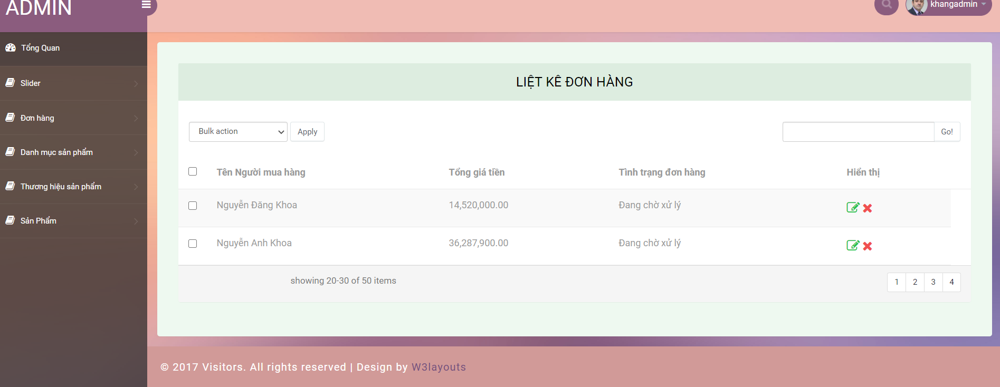 ADMIN
khangadmin
Tổng Quan
Slider
Đơn hàng
Danh mục sản phẩm
Thương hiệu sản phẩm
Sản Phẩm
LIỆT KÊ ĐƠN HÀNG
Bulk action Apply Go!
Tên Người mua hàng Tổng giá tiền Tình trạng đơn hàng Hiển thị
Nguyễn Đăng Khoa 14,520,000.00 Đang chờ xử lý
Nguyễn Anh Khoa 36,287,900.00 Đang chờ xử lý
showing 20-30 of 50 items 1 2 3 4
© 2017 Visitors. All rights reserved | Design by W3layouts